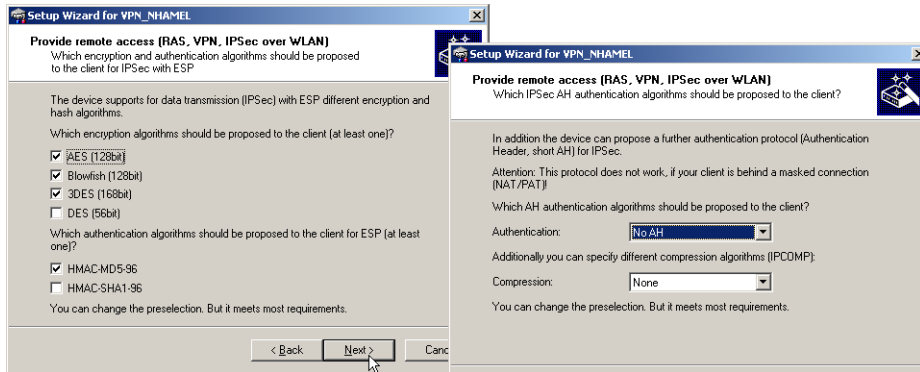 Setup Wizard for VPN_NHAMEL
Provide remote access (RAS, VPN, IPSec over WLAN)
Which encryption and authentication algorithms should be proposed
to the client for IPSec with ESP
The device supports for data transmission (IPSec) with ESP different encryption and
hash algorithms.
Which encryption algorithms should be proposed to the client (at least one)?
AES (128bit)
Blowfish (128bit)
3DES (168bit)
DES (56bit)
Which authentication algorithms should be proposed to the client for ESP (at least
one)?
HMAC-MD5-96
HMAC-SHA1-96
You can change the preselection. But it meets most requirements.
< Back
Next >
Canc
Setup Wizard for VPN_NHAMEL
Provide remote access (RAS, VPN, IPSec over WLAN)
Which IPSec AH authentication algorithms should be proposed to the client?
In addition the device can propose a further authentication protocol (Authentication
Header, short AH) for IPSec.
Attention: This protocol does not work, if your client is behind a masked connection
(NAT/PAT)!
Which AH authentication algorithms should be proposed to the client?
Authentication: No AH
Additionally you can specify different compression algorithms (IPCOMP):
Compression: None
You can change the preselection. But it meets most requirements.